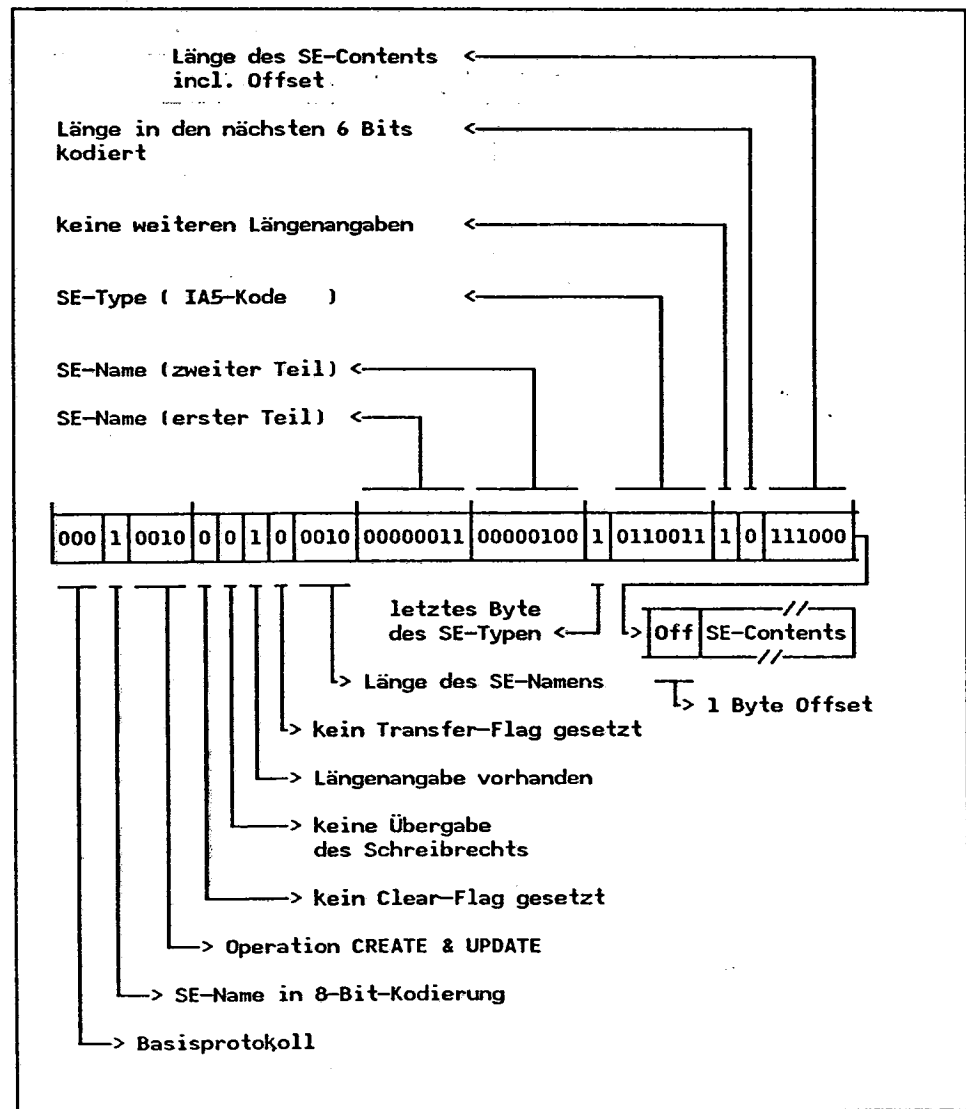 Länge des SE-Contents
incl. Offset
Länge in den nächsten 6 Bits
kodiert
keine weiteren Längenangaben
SE-Type ( IA5-Kode )
SE-Name (zweiter Teil)
SE-Name (erster Teil)
000 1 0010 0 0 1 0 0010 00000011 00000100 1 0110011 1 0 111000
letztes Byte
des SE-Typen
Off SE-Contents
Länge des SE-Namens
1 Byte Offset
kein Transfer-Flag gesetzt
Längenangabe vorhanden
keine Übergabe
des Schreibrechts
kein Clear-Flag gesetzt
Operation CREATE & UPDATE
SE-Name in 8-Bit-Kodierung
Basisprotokoll